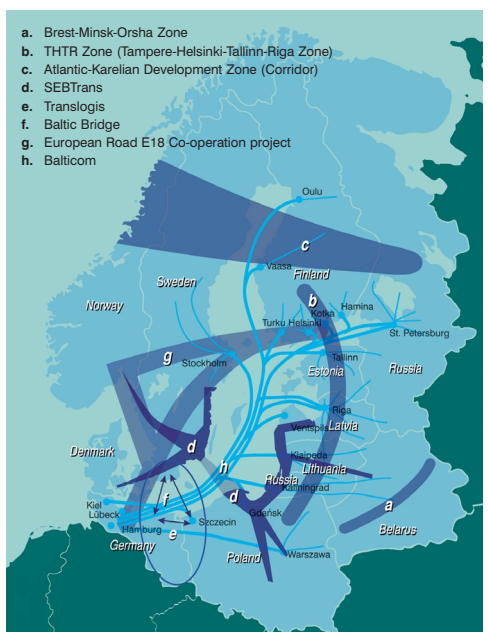 a. Brest-Minsk-Orsha Zone
b. THTR Zone (Tampere-Helsinki-Tallinn-Riga Zone)
c. Atlantic-Karelian Development Zone (Corridor)
d. SEBTrans
e. Translogis
f. Baltic Bridge
g. European Road E18 Co-operation project
h. Balticom
Oulu
c
Vaasa
Finland
Sweden
b
Norway
Kotka
Hamina
Turku
Helsinki
St. Petersburg
g
Stockholm
Tallinn
Estonia
Russia
Riga
Ventspils
Latvia
d
Denmark
Klaipeda
h
Lithuania
Russia
Kaliningrad
d
f
a
Kiel
Lübeck
Gdańsk
Hamburg
Szczecin
Belarus
e
Germany
Poland
Warszawa